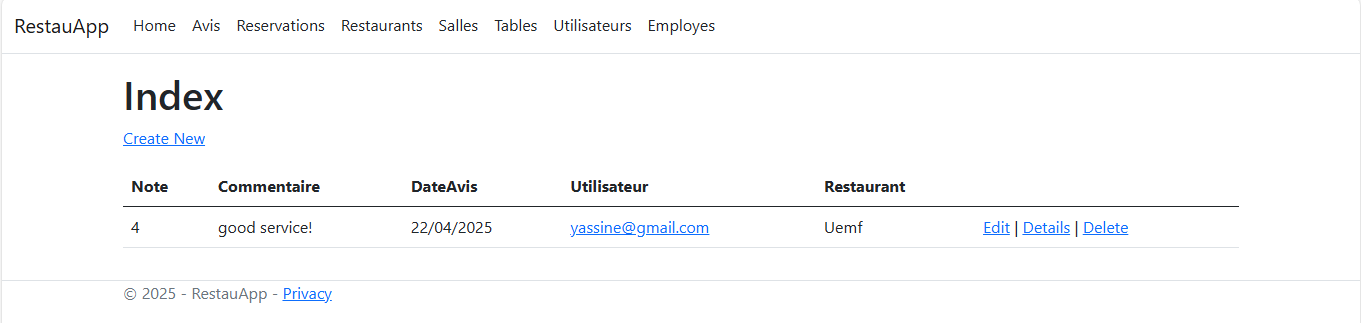 RestauApp Home Avis Reservations Restaurants Salles Tables Utilisateurs Employes
Index
Create New
Note Commentaire DateAvis Utilisateur Restaurant
4 good service! 22/04/2025 yassine@gmail.com Uemf Edit | Details | Delete
© 2025 - RestauApp - Privacy